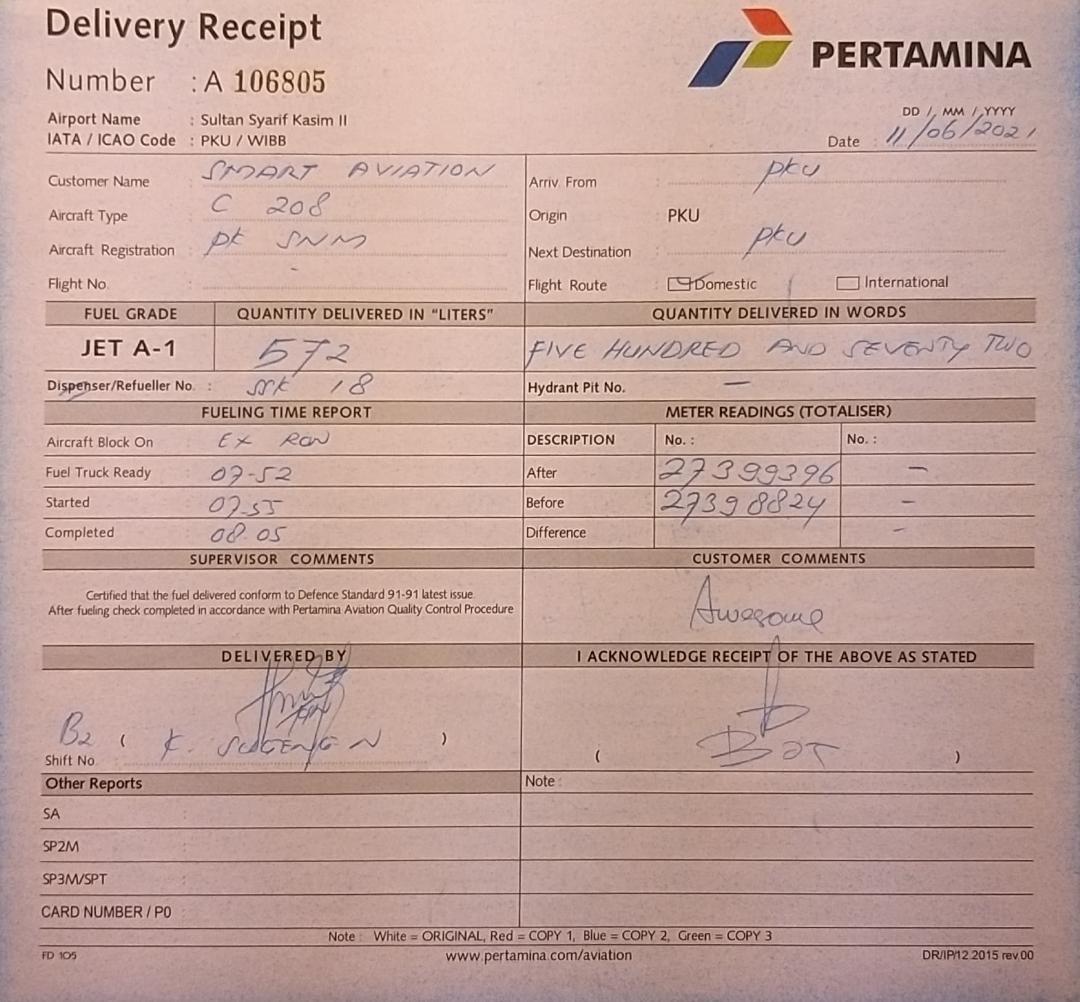 Delivery Receipt
PERTAMINA
Number : A 106805
Airport Name : Sultan Syarif Kasim II
IATA / ICAO Code : PKU / WIBB
DD / MM / YYYY
Date : 11/06/2021
Customer Name : SMART AVIATION
Arriv. From : PKU
Aircraft Type : C 208
Origin : PKU
Aircraft Registration : PK SNM
Next Destination : PKU
Flight No. : -
Flight Route : Domestic / International
FUEL GRADE QUANTITY DELIVERED IN "LITERS" QUANTITY DELIVERED IN WORDS
JET A-1 572 FIVE HUNDRED AND SEVENTY TWO
Dispenser/Refueller No. : 18
Hydrant Pit No. —
FUELING TIME REPORT METER READINGS (TOTALISER)
Aircraft Block On : EX RON
DESCRIPTION No. : No. :
Fuel Truck Ready : 07-52
After 27399396 –
Started : 07.55
Before 27398824 –
Completed : 08.05
Difference –
SUPERVISOR COMMENTS CUSTOMER COMMENTS
Certified that the fuel delivered conform to Defence Standard 91-91 latest issue.
After fueling check completed in accordance with Pertamina Aviation Quality Control Procedure
Awesome
DELIVERED BY I ACKNOWLEDGE RECEIPT OF THE ABOVE AS STATED
B2 ( K. )
Shift No
( )
Other Reports Note :
SA :
SP2M :
SP3M/SPT :
CARD NUMBER / PO :
Note : White = ORIGINAL, Red = COPY 1, Blue = COPY 2, Green = COPY 3
FD 105 www.pertamina.com/aviation DR/IP/12.2015 rev.00